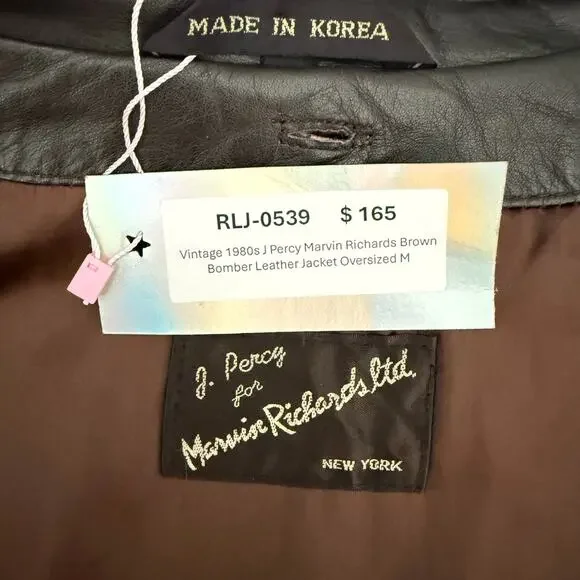 MADE IN KOREA
RLJ-0539 $ 165
Vintage 1980s J Percy Marvin Richards Brown
Bomber Leather Jacket Oversized M
J. Percy
for
Marvin Richards ltd.
NEW YORK